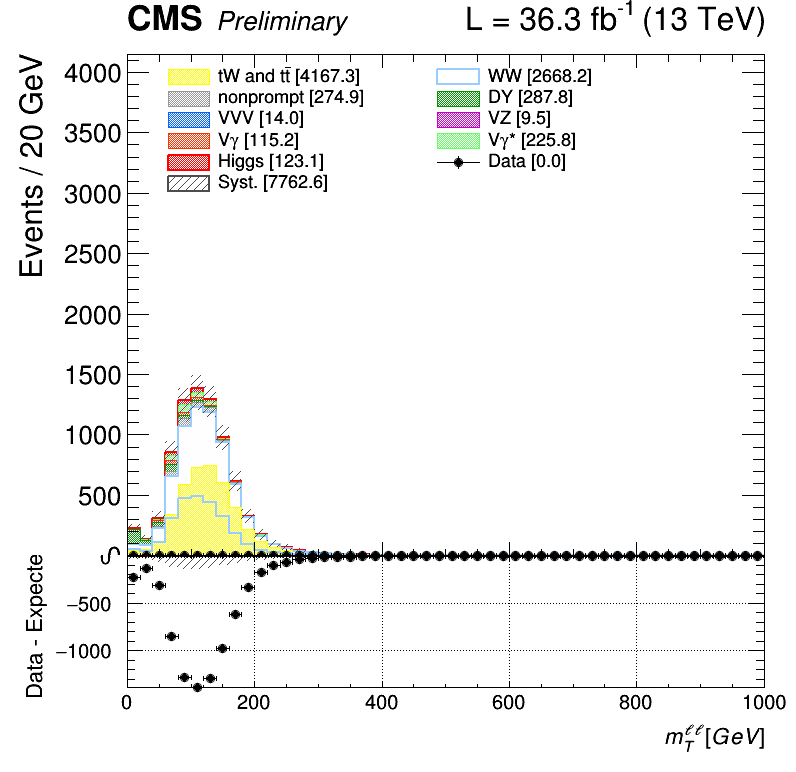 CMS Preliminary L = 36.3 fb⁻¹ (13 TeV)
Events / 20 GeV
4000
3500
3000
2500
2000
1500
1000
500
0
tW and tt̄ [4167.3]
nonprompt [274.9]
VVV [14.0]
Vγ [115.2]
Higgs [123.1]
Syst. [7762.6]
WW [2668.2]
DY [287.8]
VZ [9.5]
Vγ* [225.8]
Data [0.0]
Data - Expecte
−500
−1000
0 200 400 600 800 1000
m_T^ℓℓ [GeV]